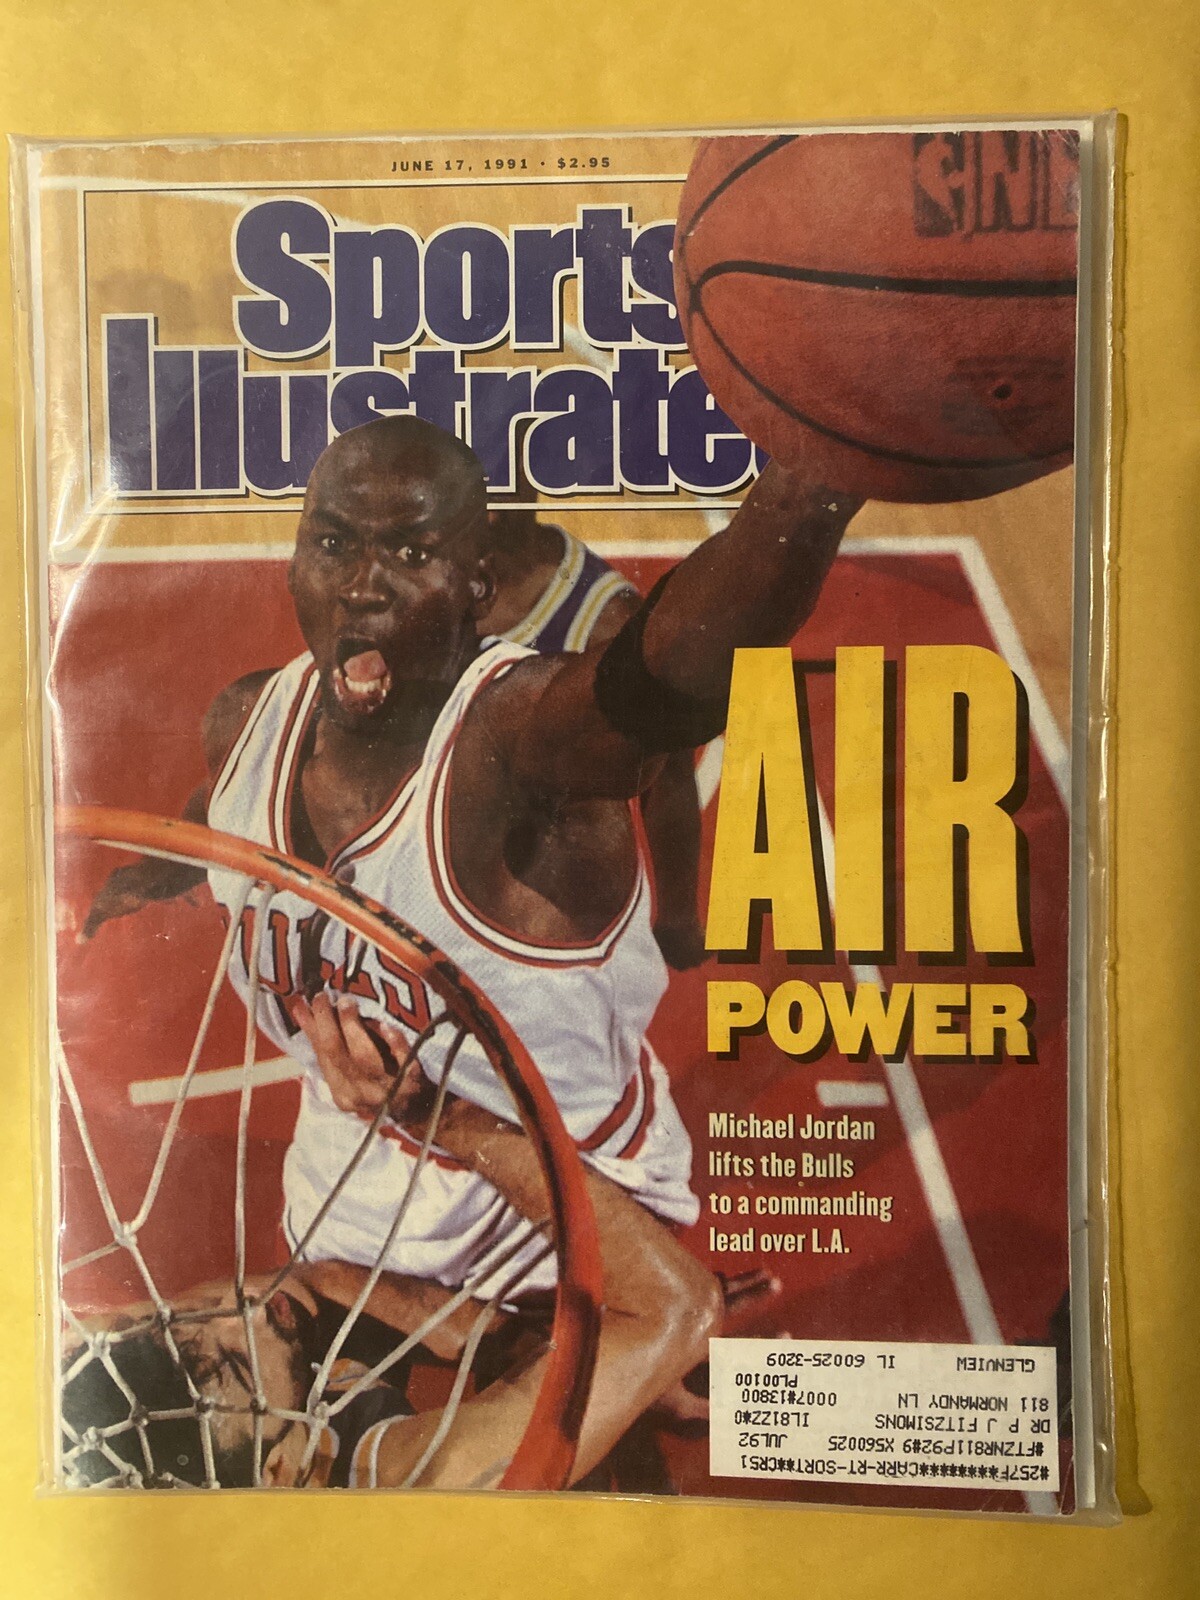 JUNE 17, 1991 · $2.95
Sports
Illustrated
AIR
POWER
Michael Jordan
lifts the Bulls
to a commanding
lead over L.A.
#257F**********CARR-RT-SORT**CR51
#FTZNR811P92#9 X560025 JUL92
DR P J FITZSIMONS IL81ZZ*0
811 NORMANDY LN 0007#13800
PL00100
GLENVIEW IL 60025-3209